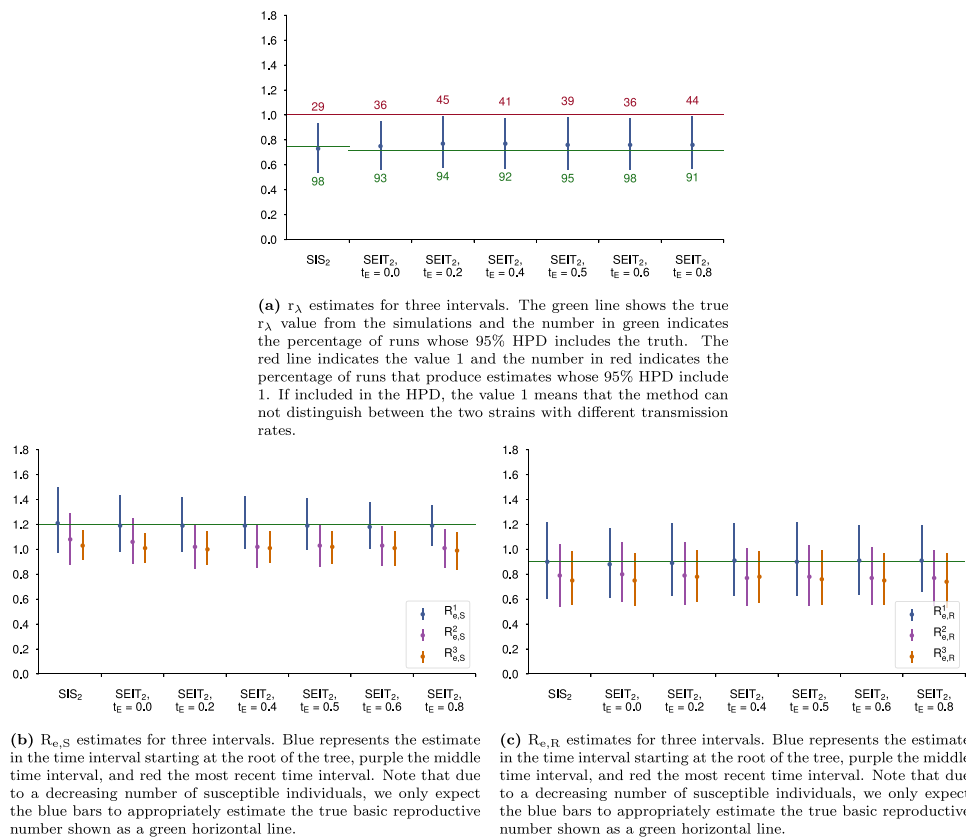 1.8
1.6
1.4
1.2
1.0
0.8
0.6
0.4
0.2
0.0
29 36 45 41 39 36 44
98 93 94 92 95 98 91
SIS2 SEIT2, SEIT2, SEIT2, SEIT2, SEIT2, SEIT2,
tE = 0.0 tE = 0.2 tE = 0.4 tE = 0.5 tE = 0.6 tE = 0.8
(a) rλ estimates for three intervals. The green line shows the true
rλ value from the simulations and the number in green indicates
the percentage of runs whose 95% HPD includes the truth. The
red line indicates the value 1 and the number in red indicates the
percentage of runs that produce estimates whose 95% HPD include
1. If included in the HPD, the value 1 means that the method can
not distinguish between the two strains with different transmission
rates.
1.8
1.6
1.4
1.2
1.0
0.8
0.6
0.4
0.2
0.0
R1e,S
R2e,S
R3e,S
SIS2 SEIT2, SEIT2, SEIT2, SEIT2, SEIT2, SEIT2,
tE = 0.0 tE = 0.2 tE = 0.4 tE = 0.5 tE = 0.6 tE = 0.8
(b) Re,S estimates for three intervals. Blue represents the estimate
in the time interval starting at the root of the tree, purple the middle
time interval, and red the most recent time interval. Note that due
to a decreasing number of susceptible individuals, we only expect
the blue bars to appropriately estimate the true basic reproductive
number shown as a green horizontal line.
1.8
1.6
1.4
1.2
1.0
0.8
0.6
0.4
0.2
0.0
R1e,R
R2e,R
R3e,R
SIS2 SEIT2, SEIT2, SEIT2, SEIT2, SEIT2, SEIT2,
tE = 0.0 tE = 0.2 tE = 0.4 tE = 0.5 tE = 0.6 tE = 0.8
(c) Re,R estimates for three intervals. Blue represents the estimate
in the time interval starting at the root of the tree, purple the middle
time interval, and red the most recent time interval. Note that due
to a decreasing number of susceptible individuals, we only expect
the blue bars to appropriately estimate the true basic reproductive
number shown as a green horizontal line.